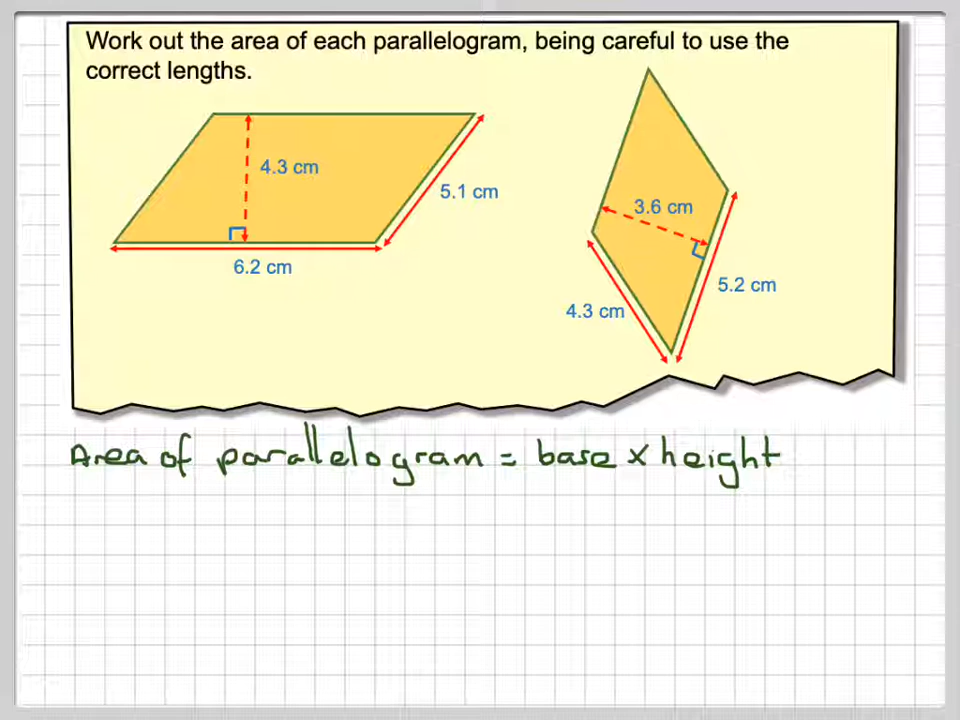 Work out the area of each parallelogram, being careful to use the
correct lengths.
4.3 cm
5.1 cm
6.2 cm
3.6 cm
5.2 cm
4.3 cm
Area of parallelogram = base × height